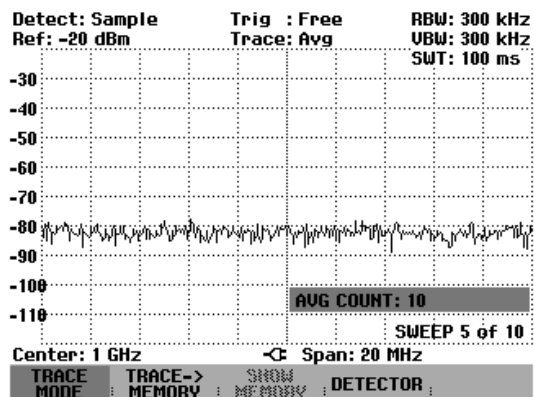 Detect: Sample Trig : Free RBW: 300 kHz
Ref: -20 dBm Trace: Avg VBW: 300 kHz
SWT: 100 ms
-30
-40
-50
-60
-70
-80
-90
-100
AVG COUNT: 10
-110
SWEEP 5 of 10
Center: 1 GHz Span: 20 MHz
TRACE MODE TRACE-> MEMORY SHOW MEMORY DETECTOR